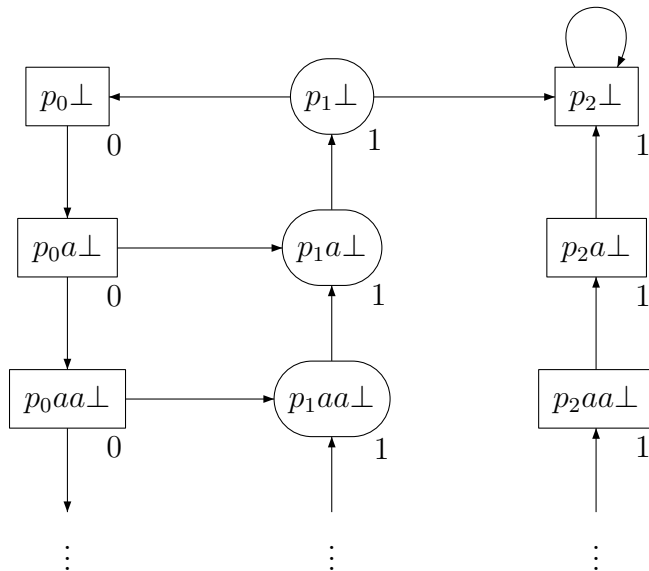 p₀⊥ p₁⊥ p₂⊥
0 1 1
p₀a⊥ p₁a⊥ p₂a⊥
0 1 1
p₀aa⊥ p₁aa⊥ p₂aa⊥
0 1 1
⋮ ⋮ ⋮